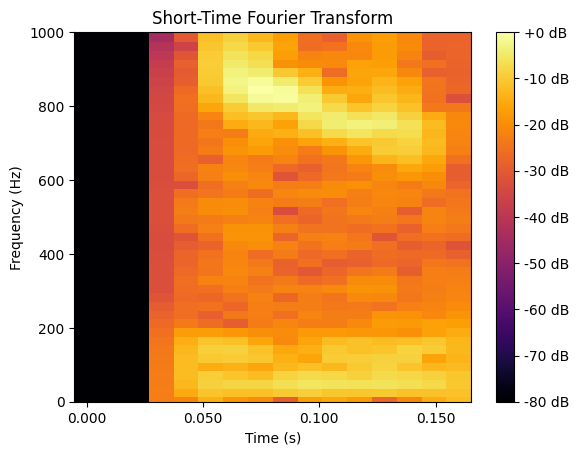 Short-Time Fourier Transform
1000
800
600
400
200
0
Frequency (Hz)
0.000
0.050
0.100
0.150
Time (s)
+0 dB
-10 dB
-20 dB
-30 dB
-40 dB
-50 dB
-60 dB
-70 dB
-80 dB